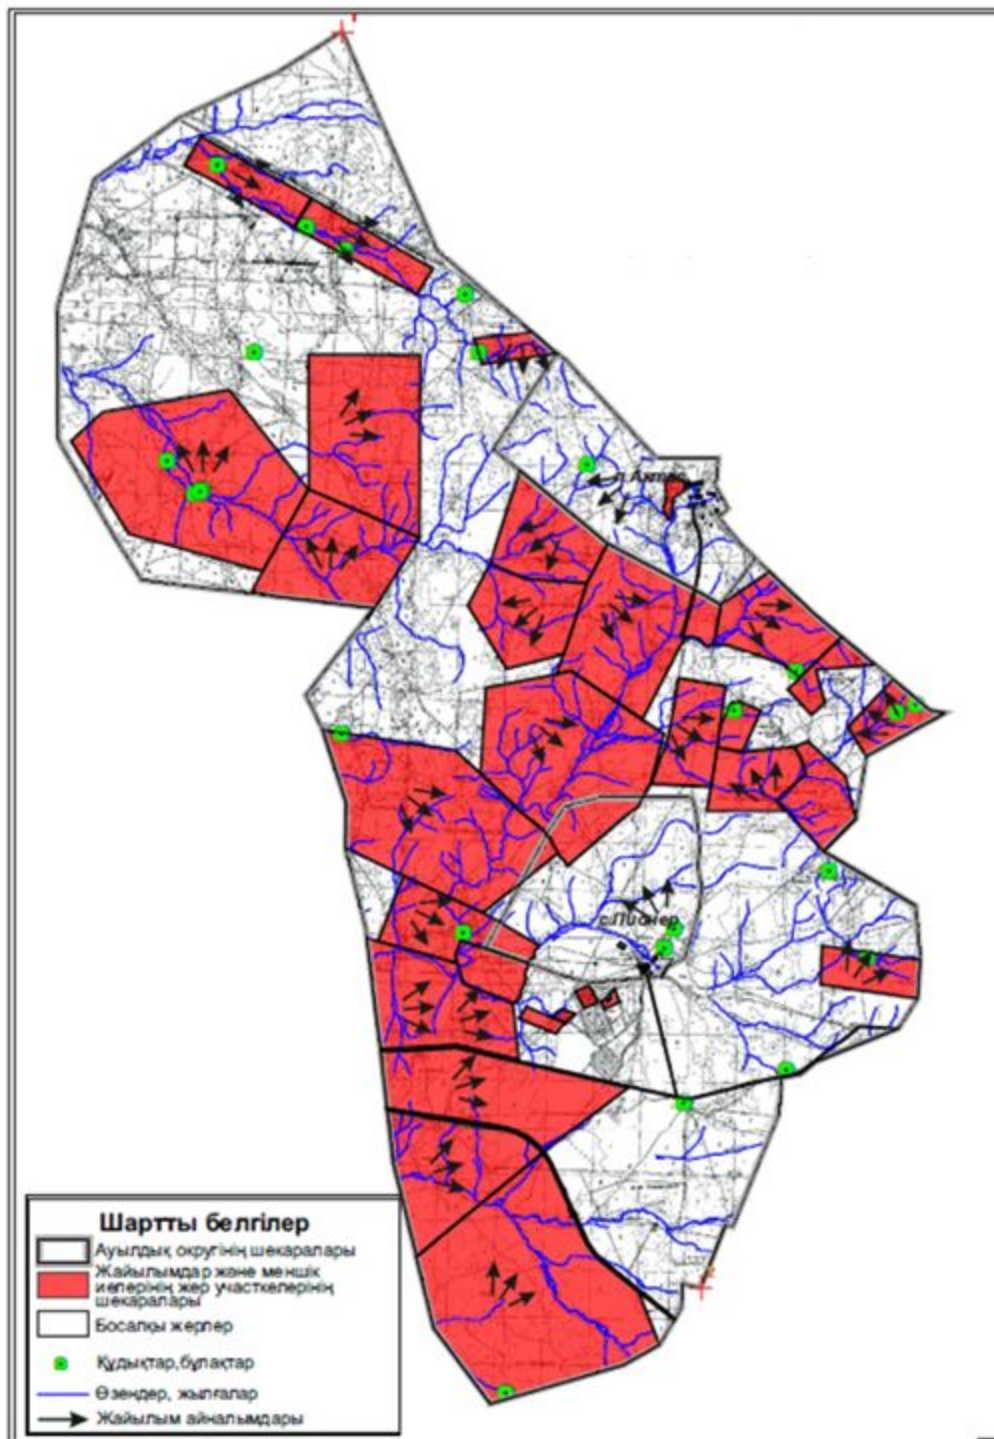 с.Пионер
Шартты белгілер
Ауылдық округінің шекаралары
Жайылымдар және меншік
иелерінің жер участкелерінің
шекаралары
Босалқы жерлер
Құдықтар,бұлақтар
Өзендер, жылғалар
Жайылым айналымдары